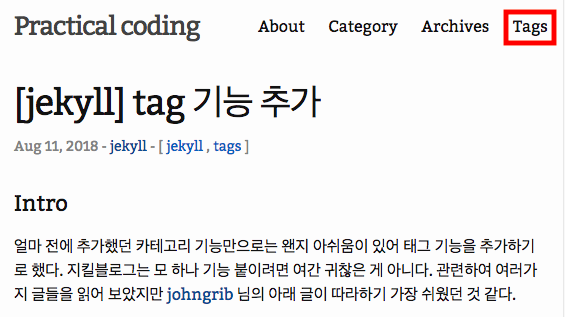 Practical coding About Category Archives Tags
[jekyll] tag 기능 추가
Aug 11, 2018 - jekyll - [ jekyll , tags ]
Intro
얼마 전에 추가했던 카테고리 기능만으로는 왠지 아쉬움이 있어 태그 기능을 추가하기
로 했다. 지킬블로그는 모 하나 기능 붙이려면 여간 귀찮은 게 아니다. 관련하여 여러가
지 글들을 읽어 보았지만 johngrib 님의 아래 글이 따라하기 가장 쉬웠던 것 같다.